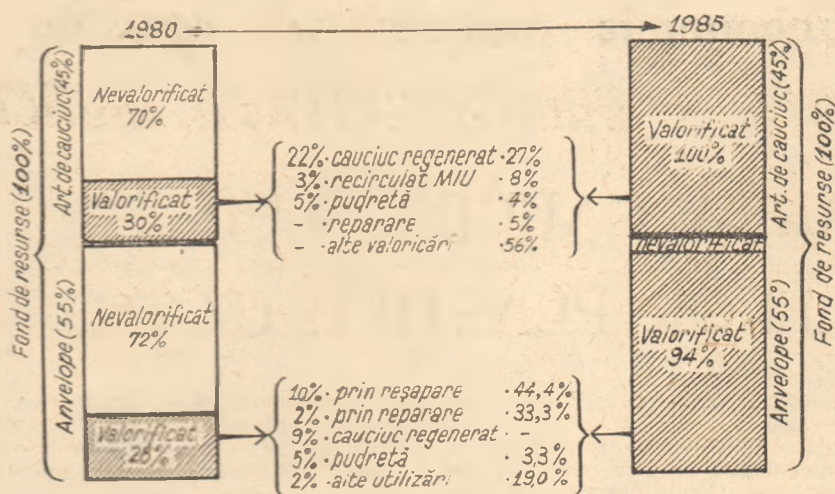 1980
1985
Fond de resurse (100%)
Art. de cauciuc (45%)
Anvelope (55%)
Nevalorificat
70%
Valorificat
30%
Nevalorificat
72%
Valorificat
28%
22% · cauciuc regenerat · 27%
3% · recirculat MIU · 8%
5% · pudretă · 4%
- · reparare · 5%
- · alte valoricări · 56%
10% · prin reșapare · 44,4%
2% · prin reparare · 33,3%
9% · cauciuc regenerat · -
5% · pudretă · 3,3%
2% · alte utilizări · 19,0%
Valorificat
100%
Nevalorificat
Valorificat
94%
Art. de cauciuc (45%)
Anvelope (55°)
Fond de resurse (100%)